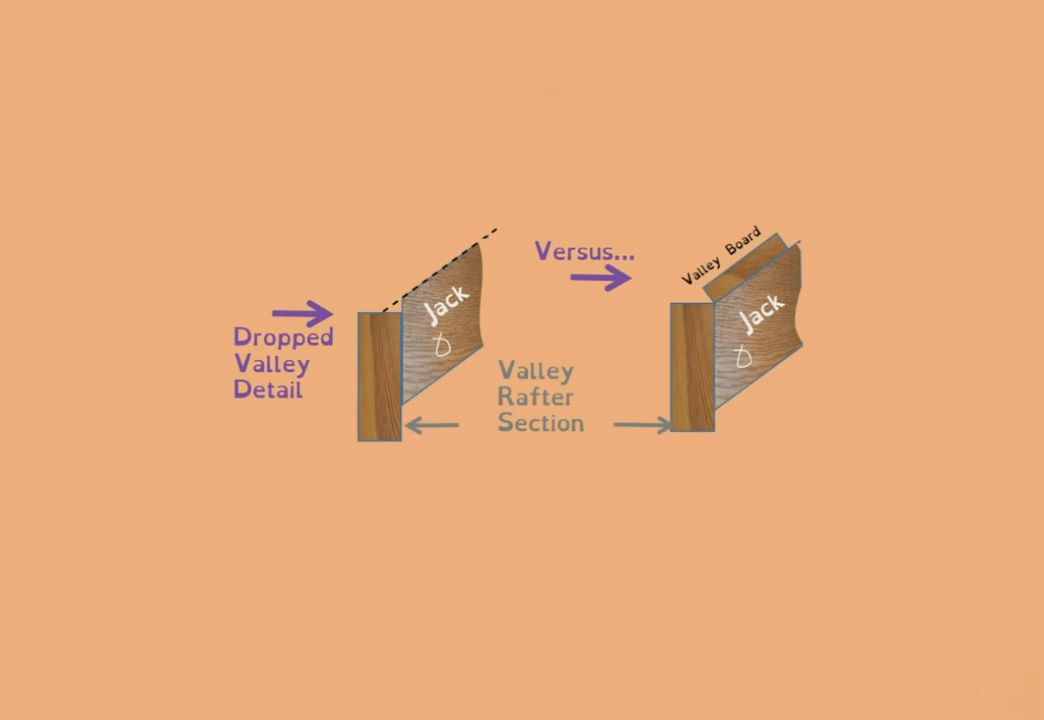 Dropped
Valley
Detail
Jack
Versus...
Valley
Rafter
Section
Valley Board
Jack